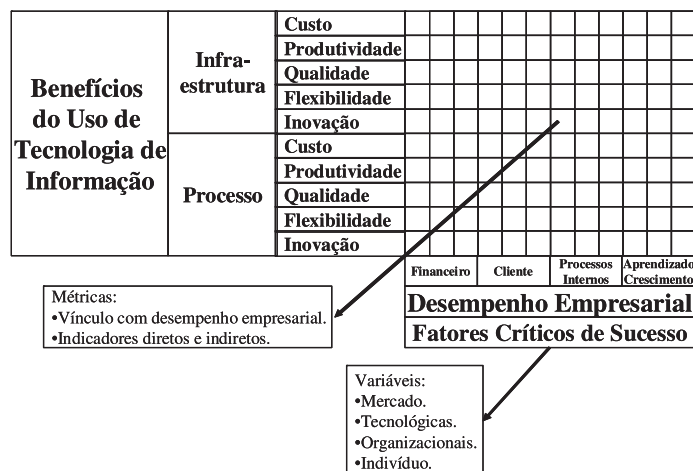 Benefícios
do Uso de
Tecnologia de
Informação
Infra-
estrutura
Custo
Produtividade
Qualidade
Flexibilidade
Inovação
Processo
Custo
Produtividade
Qualidade
Flexibilidade
Inovação
Financeiro
Cliente
Processos
Internos
Aprendizado
Crescimento
Desempenho Empresarial
Fatores Críticos de Sucesso
Métricas:
•Vínculo com desempenho empresarial.
•Indicadores diretos e indiretos.
Variáveis:
•Mercado.
•Tecnológicas.
•Organizacionais.
•Indivíduo.